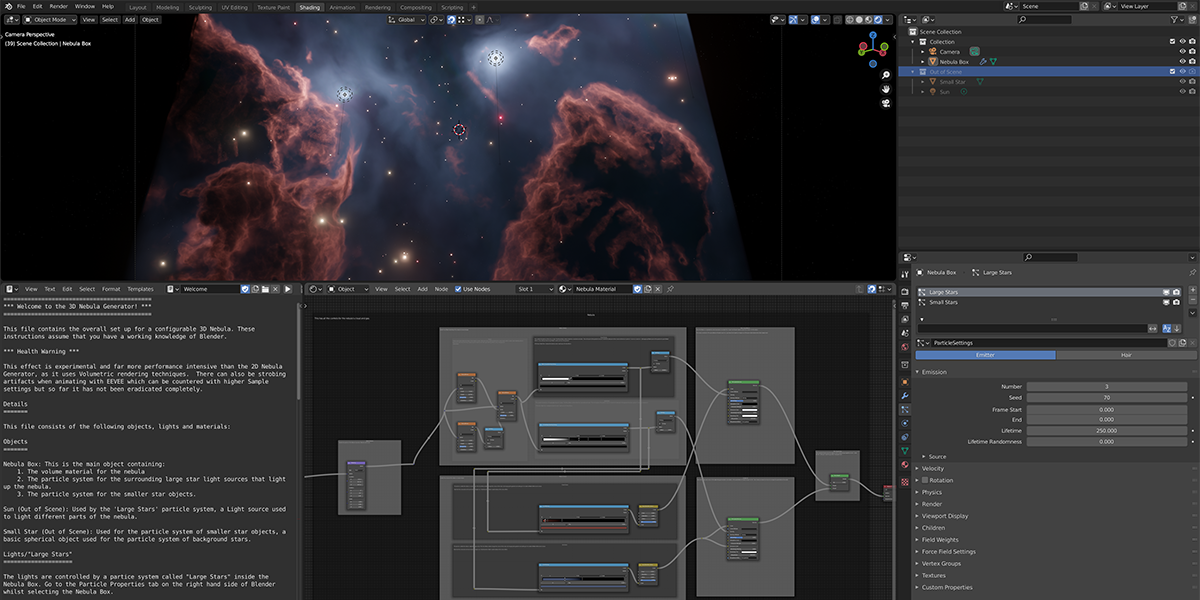 File Edit Render Window Help Layout Modeling Sculpting UV Editing Texture Paint Shading Animation Rendering Compositing Scripting + Scene View Layer
Object Mode View Select Add Object Global
Camera Perspective
(39) Scene Collection | Nebula Box
Scene Collection
Collection
Camera
Nebula Box
Out of Scene
Small Star
Sun
View Text Edit Select Format Templates Welcome
*** Welcome to the 3D Nebula Generator! ***
This file contains the overall set up for a configurable 3D Nebula. These
instructions assume that you have a working knowledge of Blender.
*** Health Warning ***
This effect is experimental and far more performance intensive than the 2D Nebula
Generator, as it uses Volumetric rendering techniques. There can also be strobing
artifacts when animating with EEVEE which can be countered with higher Sample
settings but so far it has not been eradicated completely.
Details
=======
This file consists of the following objects, lights and materials:
Objects
=======
Nebula Box: This is the main object containing:
1. The volume material for the nebula
2. The particle system for the surrounding large star light sources that light
up the nebula.
3. The particle system for the smaller star objects.
Sun (Out of Scene): Used by the 'Large Stars' particle system, a Light source used
to light different parts of the nebula.
Small Star (Out of Scene): Used for the particle system of smaller star objects, a
basic spherical object used for the particle system of background stars.
Lights/"Large Stars"
====================
The lights are controlled by a partice system called "Large Stars" inside the
Nebula Box. Go to the Particle Properties tab on the right hand side of Blender
whilst selecting the Nebula Box.
Object View Select Add Node Use Nodes Slot 1 Nebula Material
Nebula Box Large Stars
Large Stars
Small Stars
ParticleSettings
Emitter Hair
Emission
Number 3
Seed 70
Frame Start 0.000
End 0.000
Lifetime 250.000
Lifetime Randomness 0.000
Source
Velocity
Rotation
Physics
Render
Viewport Display
Children
Field Weights
Force Field Settings
Vertex Groups
Textures
Custom Properties